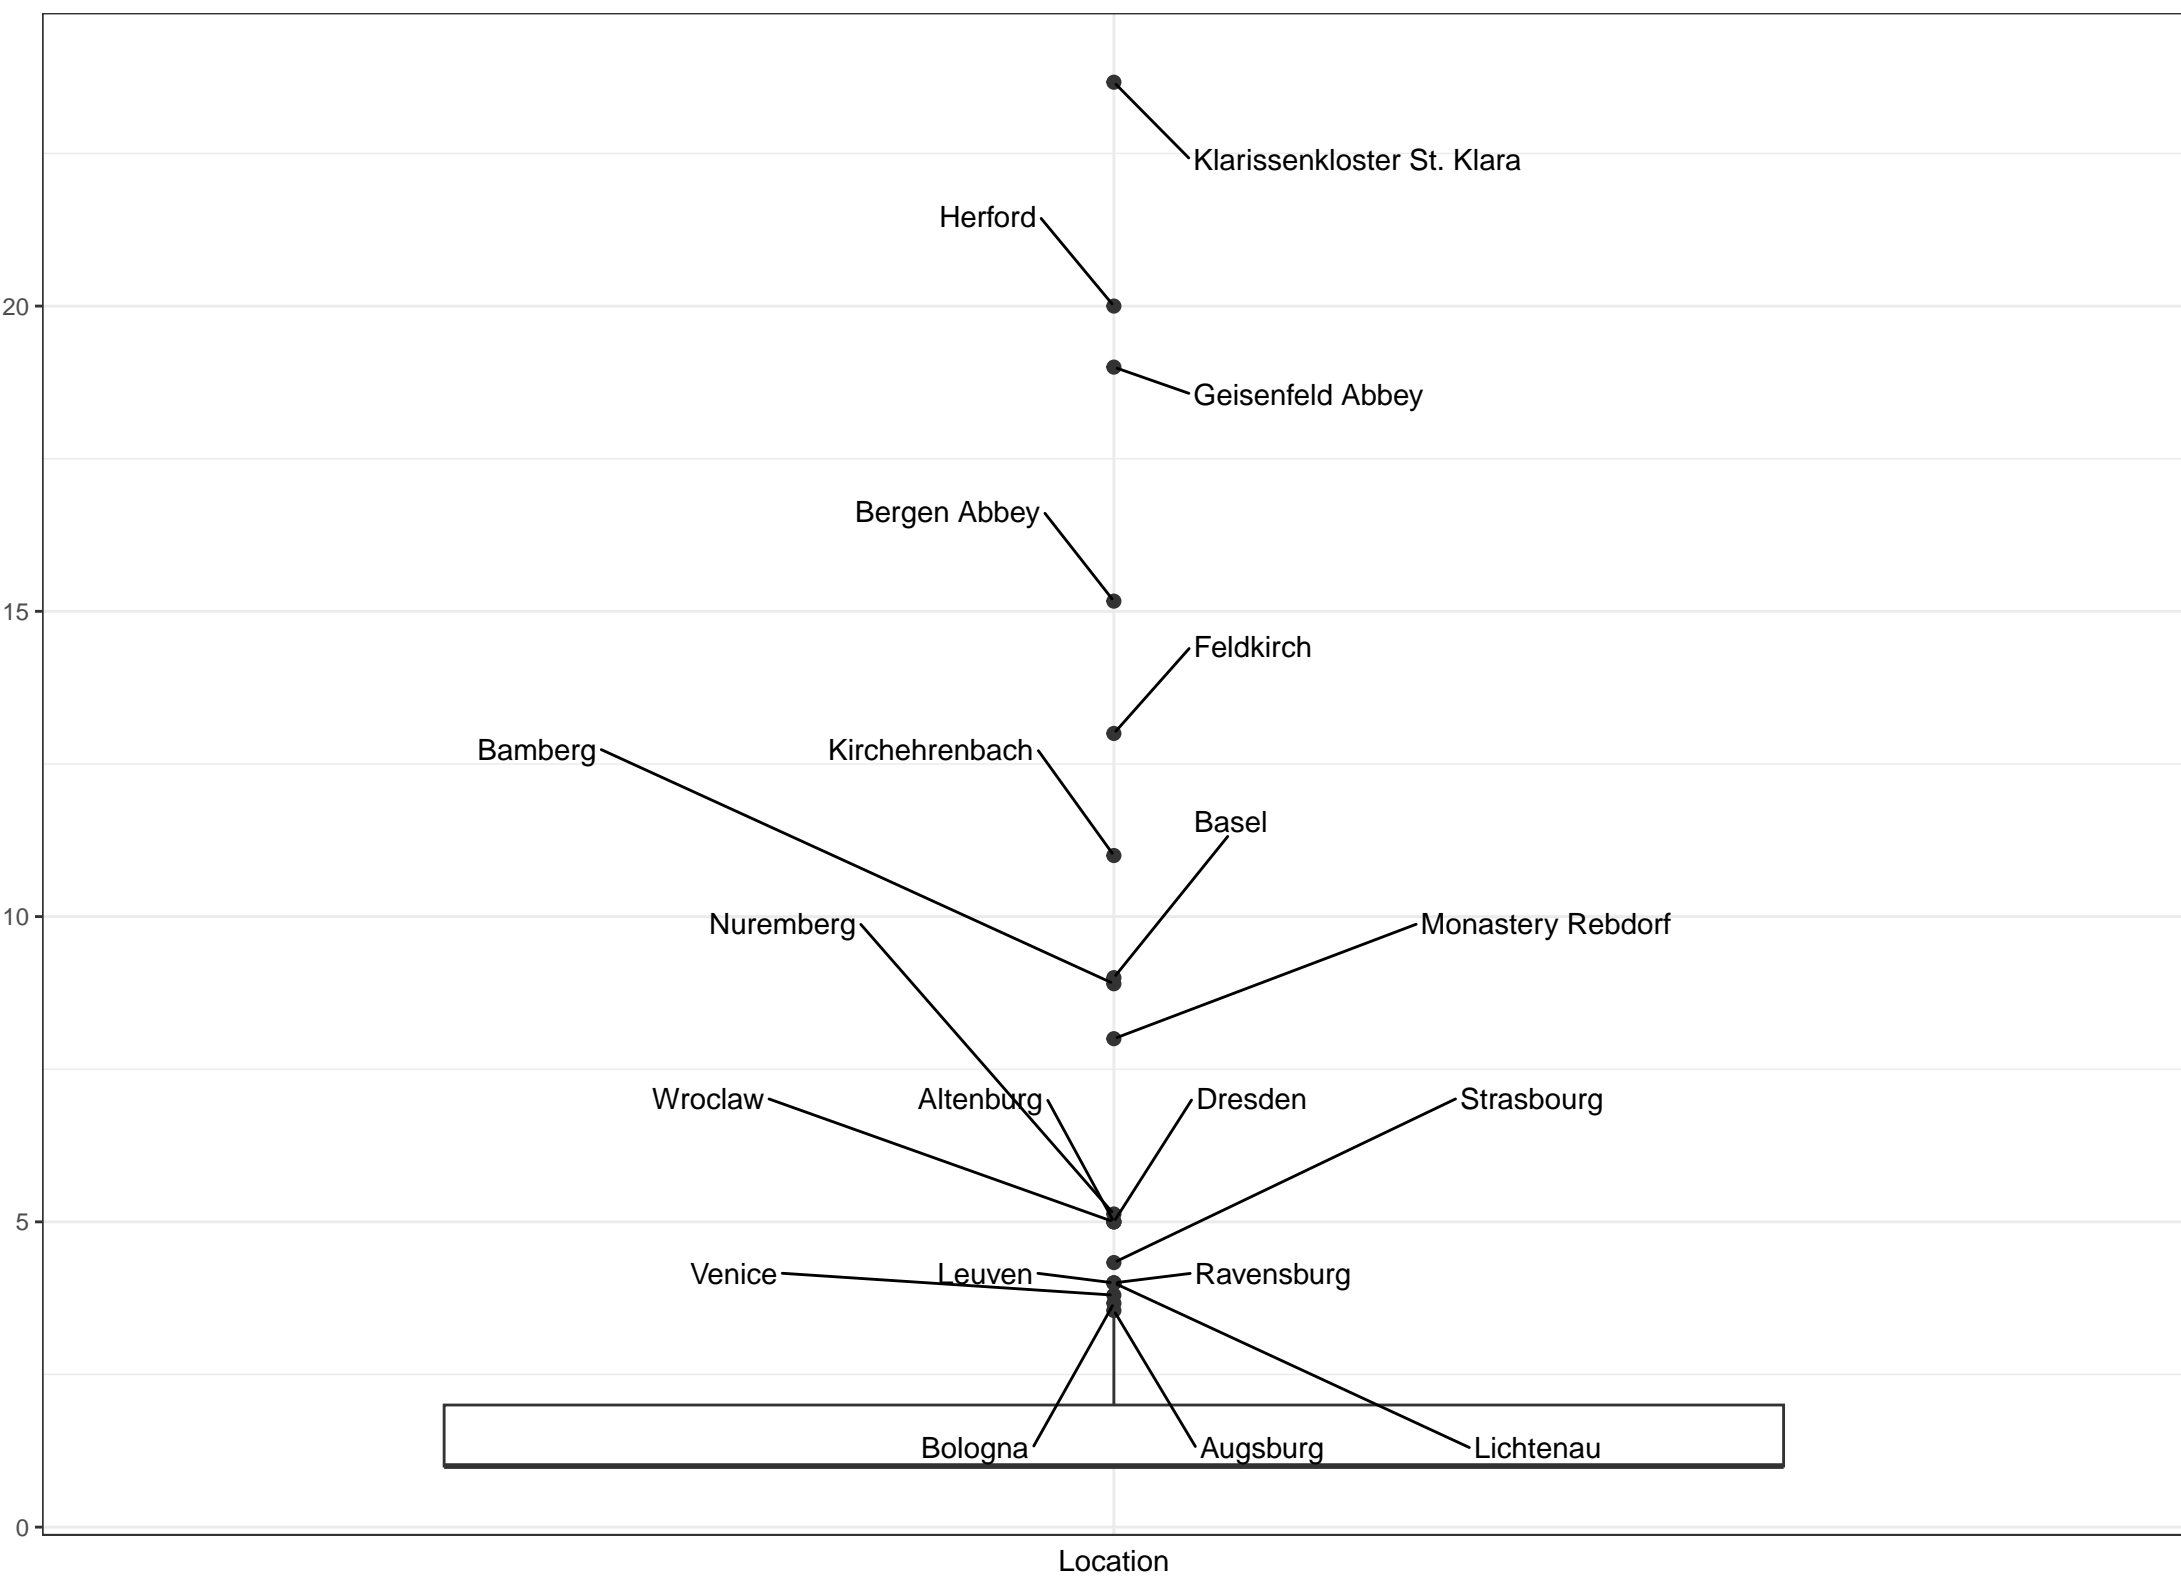 Klarissenkloster St. Klara
Herford
20
Geisenfeld Abbey
Bergen Abbey
15
Feldkirch
Bamberg
Kirchehrenbach
Basel
10
Nuremberg
Monastery Rebdorf
Wroclaw
Altenburg
Dresden
Strasbourg
5
Venice
Leuven
Ravensburg
Bologna
Augsburg
Lichtenau
0
Location